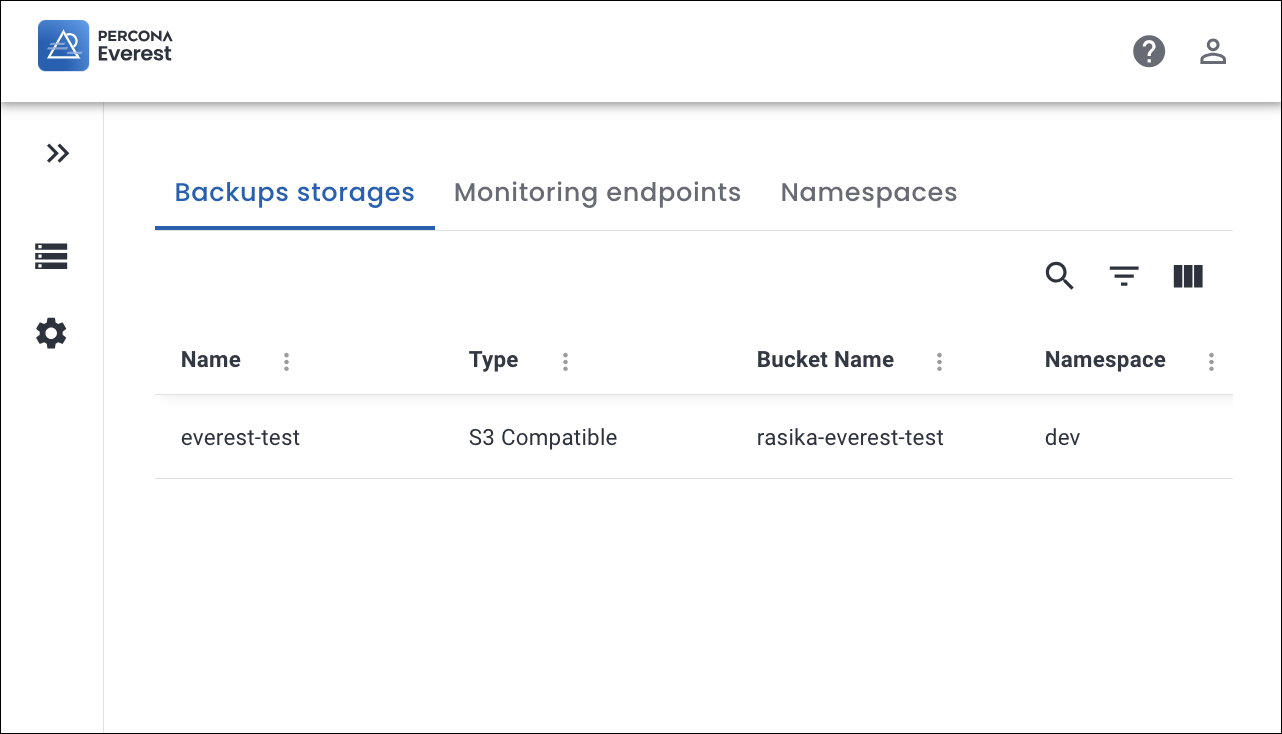 PERCONA
Everest
Backups storages Monitoring endpoints Namespaces
Name Type Bucket Name Namespace
everest-test S3 Compatible rasika-everest-test dev